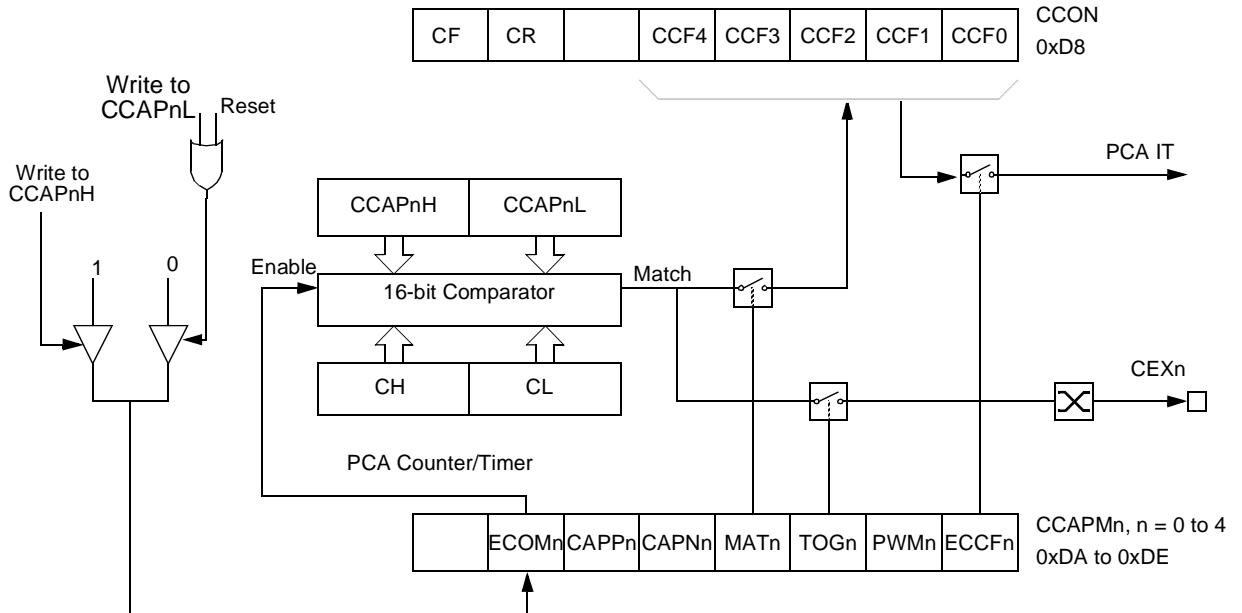 CF CR CCF4 CCF3 CCF2 CCF1 CCF0
CCON
0xD8
Write to
CCAPnL
Reset
Write to
CCAPnH
PCA IT
CCAPnH CCAPnL
1 0
Enable
16-bit Comparator
Match
CH CL
CEXn
PCA Counter/Timer
ECOMn CAPPn CAPNn MATn TOGn PWMn ECCFn
CCAPMn, n = 0 to 4
0xDA to 0xDE